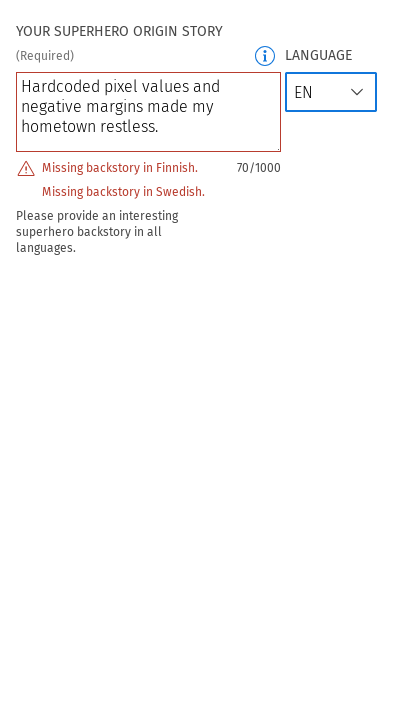 YOUR SUPERHERO ORIGIN STORY
(Required)
LANGUAGE
Hardcoded pixel values and
negative margins made my
hometown restless.
EN
Missing backstory in Finnish.
70/1000
Missing backstory in Swedish.
Please provide an interesting
superhero backstory in all
languages.